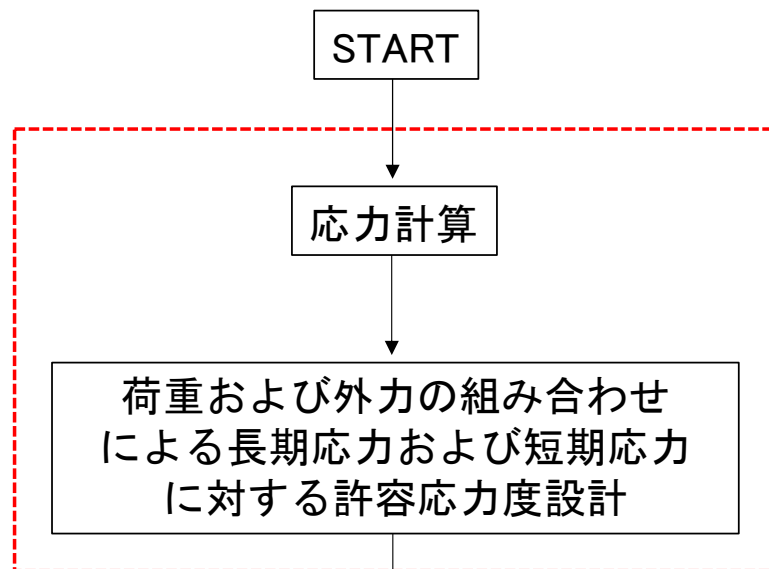 START
応力計算
荷重および外力の組み合わせ
による長期応力および短期応力
に対する許容応力度設計